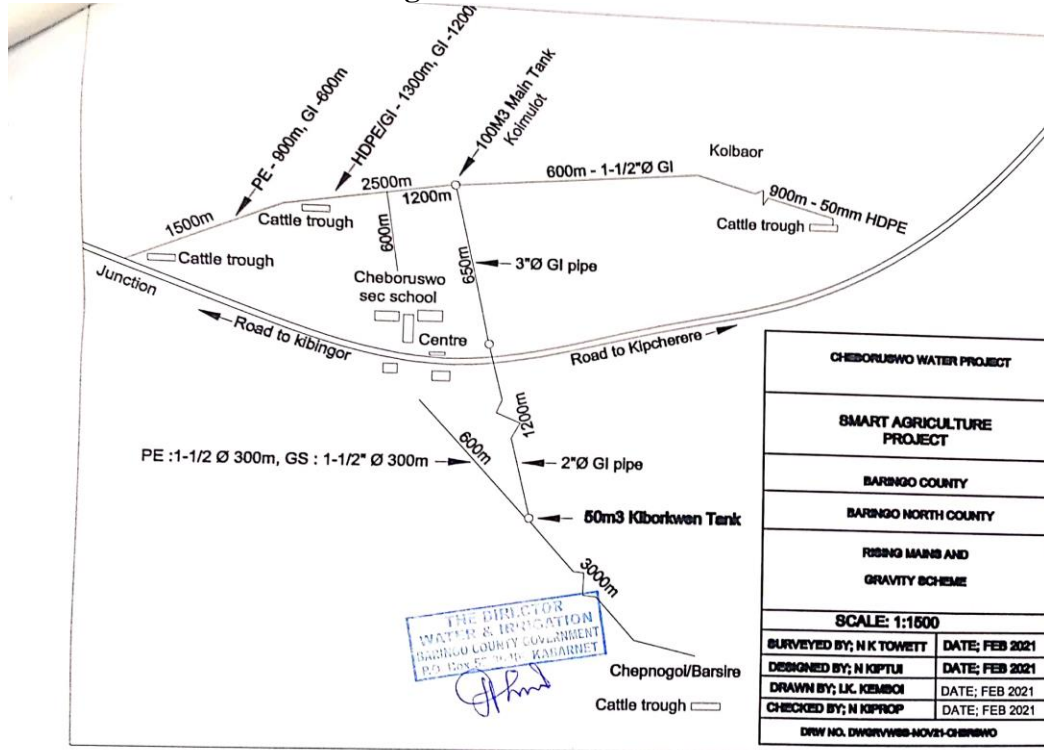 PE - 900m, GI -600m
HDPE/GI - 1300m, GI -1200m
100M3 Main Tank
Koimulot
Kolbaor
600m - 1-1/2"Ø GI
900m - 50mm HDPE
Cattle trough
2500m
1200m
1500m
Cattle trough
Cattle trough
600m
650m
3"Ø GI pipe
Cheboruswo
sec school
Centre
Junction
Road to kibingor
Road to Kipcherere
1200m
600m
PE :1-1/2 Ø 300m, GS : 1-1/2" Ø 300m
2"Ø GI pipe
50m3 Kiborkwen Tank
3000m
Chepnogol/Barsire
Cattle trough
THE DIRECTOR
WATER & IRRIGATION
BARINGO COUNTY GOVERNMENT
P.O. Box KABARNET
CHEBORUSWO WATER PROJECT
SMART AGRICULTURE
PROJECT
BARINGO COUNTY
BARINGO NORTH COUNTY
RISING MAINS AND
GRAVITY SCHEME
SCALE: 1:1500
SURVEYED BY; N K TOWETT DATE; FEB 2021
DESIGNED BY; N KIPTUI DATE; FEB 2021
DRAWN BY; I.K. KEMBOI DATE; FEB 2021
CHECKED BY; N KIPROP DATE; FEB 2021
DRW NO.